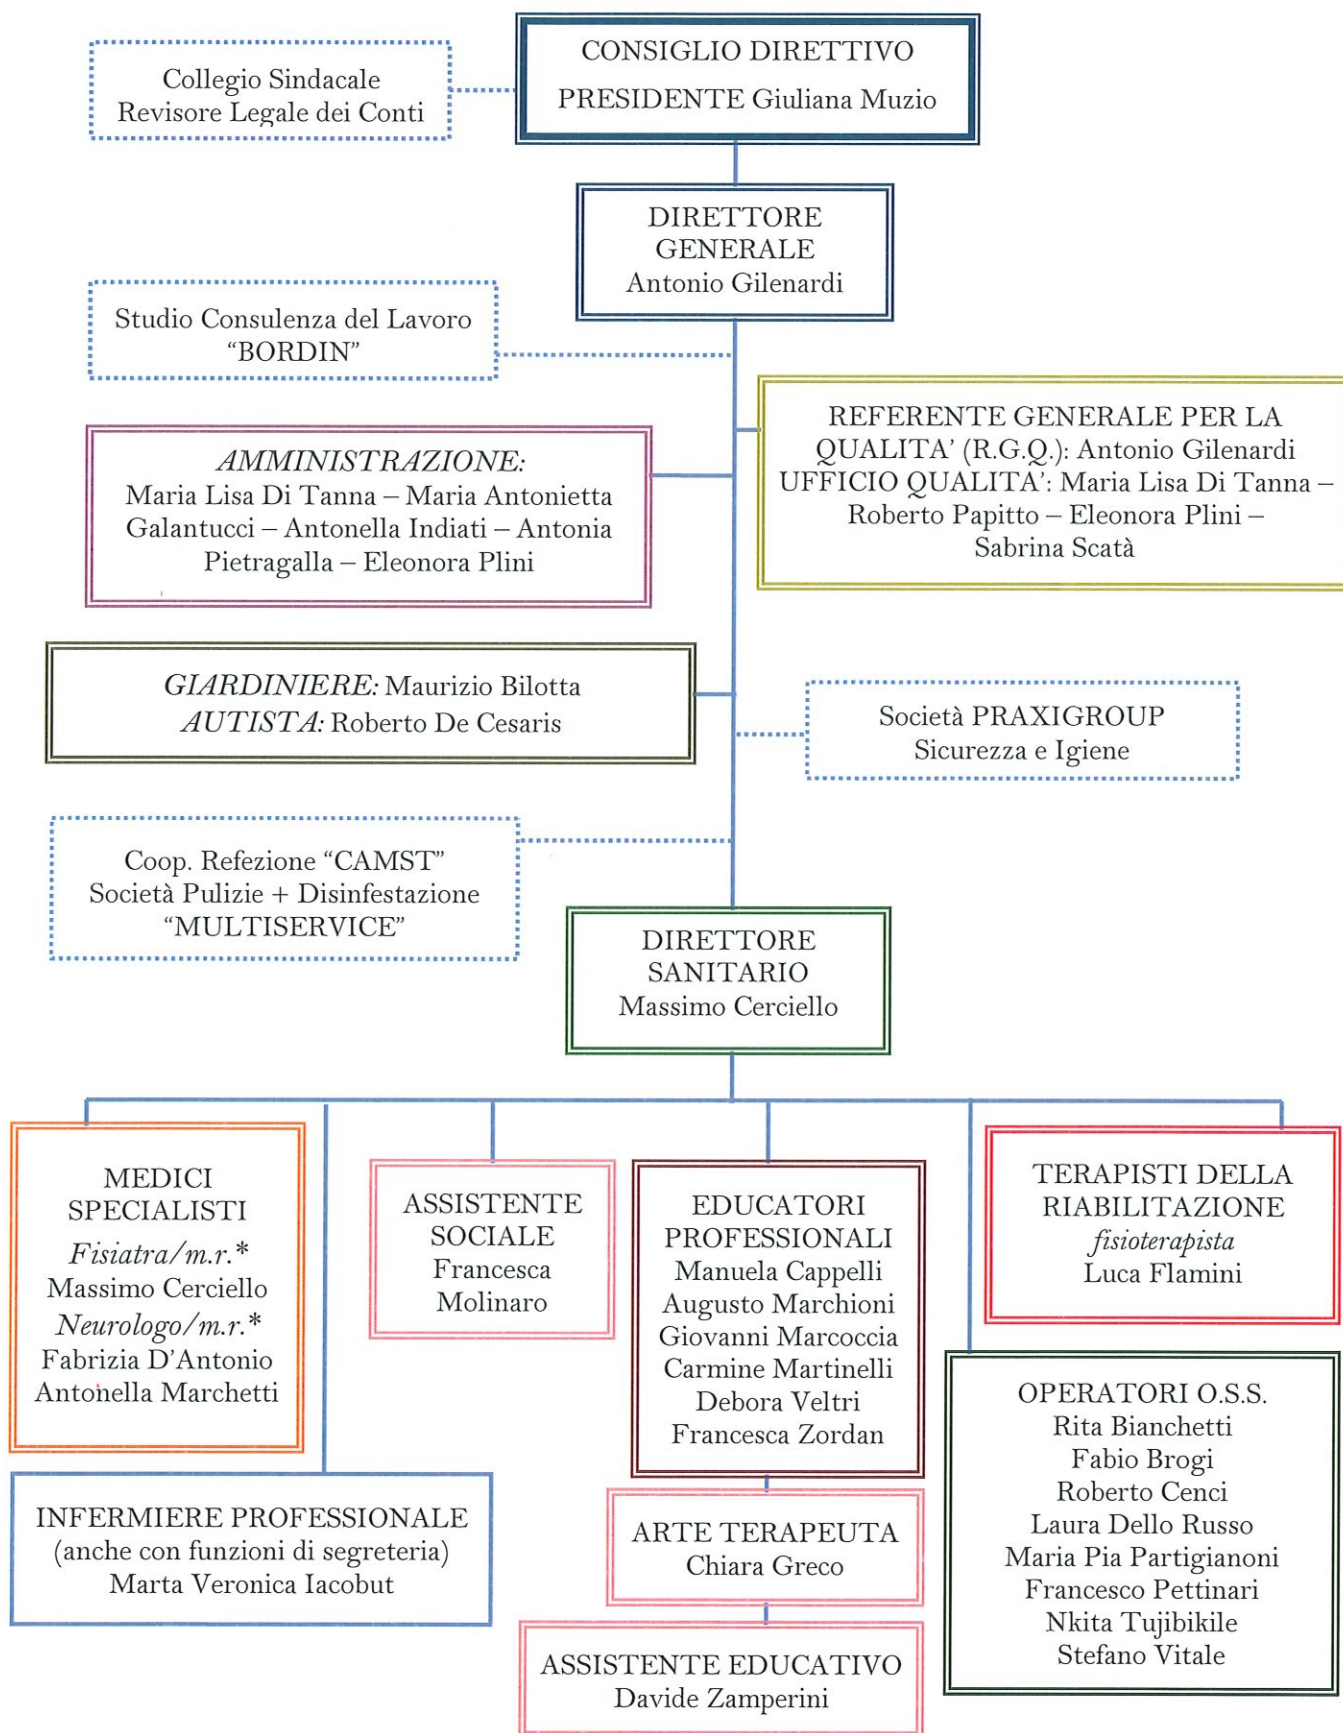 CONSIGLIO DIRETTIVO
PRESIDENTE Giuliana Muzio
Collegio Sindacale
Revisore Legale dei Conti
DIRETTORE
GENERALE
Antonio Gilenardi
Studio Consulenza del Lavoro
“BORDIN”
REFERENTE GENERALE PER LA
QUALITA’ (R.G.Q.): Antonio Gilenardi
UFFICIO QUALITA’: Maria Lisa Di Tanna –
Roberto Papitto – Eleonora Plini –
Sabrina Scatà
AMMINISTRAZIONE:
Maria Lisa Di Tanna – Maria Antonietta
Galantucci – Antonella Indiati – Antonia
Pietragalla – Eleonora Plini
GIARDINIERE: Maurizio Bilotta
AUTISTA: Roberto De Cesaris
Società PRAXIGROUP
Sicurezza e Igiene
Coop. Refezione “CAMST”
Società Pulizie + Disinfestazione
“MULTISERVICE”
DIRETTORE
SANITARIO
Massimo Cerciello
MEDICI
SPECIALISTI
Fisiatra/m.r.*
Massimo Cerciello
Neurologo/m.r.*
Fabrizia D’Antonio
Antonella Marchetti
INFERMIERE PROFESSIONALE
(anche con funzioni di segreteria)
Marta Veronica Iacobut
ASSISTENTE
SOCIALE
Francesca
Molinaro
EDUCATORI
PROFESSIONALI
Manuela Cappelli
Augusto Marchioni
Giovanni Marcoccia
Carmine Martinelli
Debora Veltri
Francesca Zordan
ARTE TERAPEUTA
Chiara Greco
ASSISTENTE EDUCATIVO
Davide Zamperini
TERAPISTI DELLA
RIABILITAZIONE
fisioterapista
Luca Flamini
OPERATORI O.S.S.
Rita Bianchetti
Fabio Brogi
Roberto Cenci
Laura Dello Russo
Maria Pia Partigianoni
Francesco Pettinari
Nkita Tujibikile
Stefano Vitale